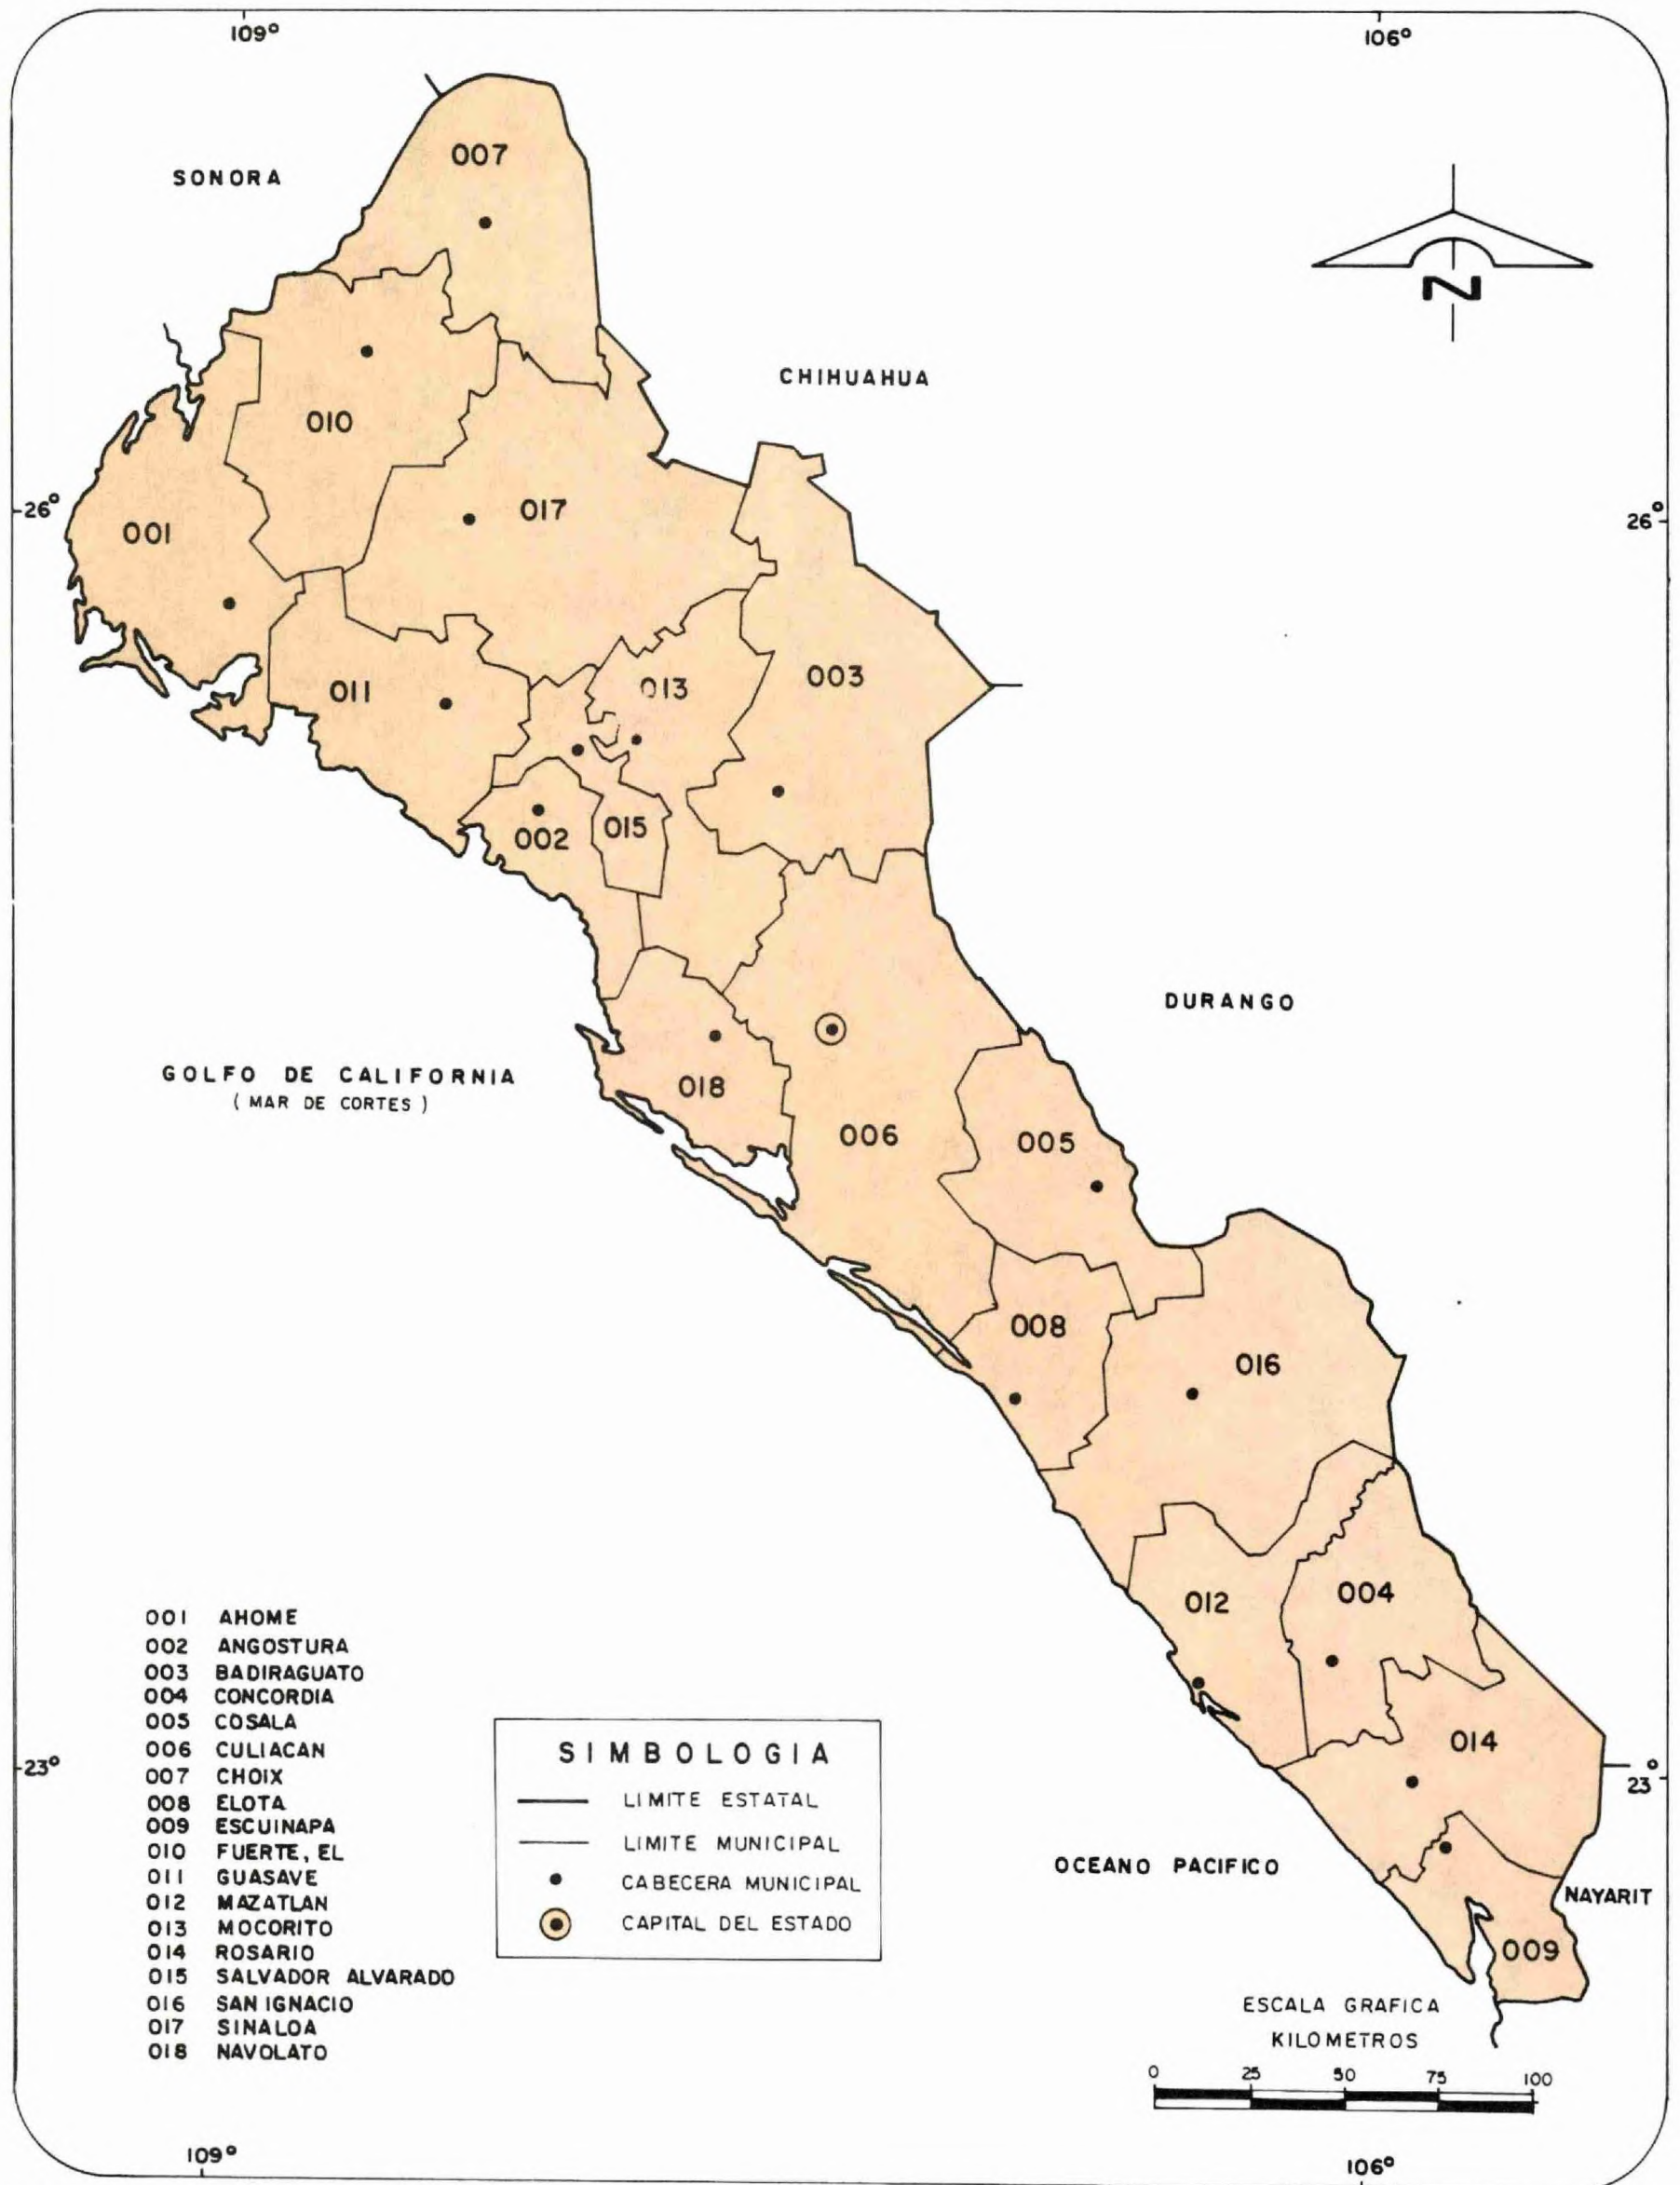 109° 106°
007
SONORA
N
CHIHUAHUA
010
26° 26°
017
001
003
013
011
015
002
DURANGO
GOLFO DE CALIFORNIA
( MAR DE CORTES )
018
006
005
008
016
004
012
001 AHOME
002 ANGOSTURA
003 BADIRAGUATO
004 CONCORDIA
005 COSALA
006 CULIACAN
007 CHOIX
008 ELOTA
009 ESCUINAPA
010 FUERTE, EL
011 GUASAVE
012 MAZATLAN
013 MOCORITO
014 ROSARIO
015 SALVADOR ALVARADO
016 SAN IGNACIO
017 SINALOA
018 NAVOLATO
SIMBOLOGIA
LIMITE ESTATAL
LIMITE MUNICIPAL
CABECERA MUNICIPAL
CAPITAL DEL ESTADO
014
23° 23°
OCEANO PACIFICO
NAYARIT
009
ESCALA GRAFICA
KILOMETROS
0 25 50 75 100
109° 106°